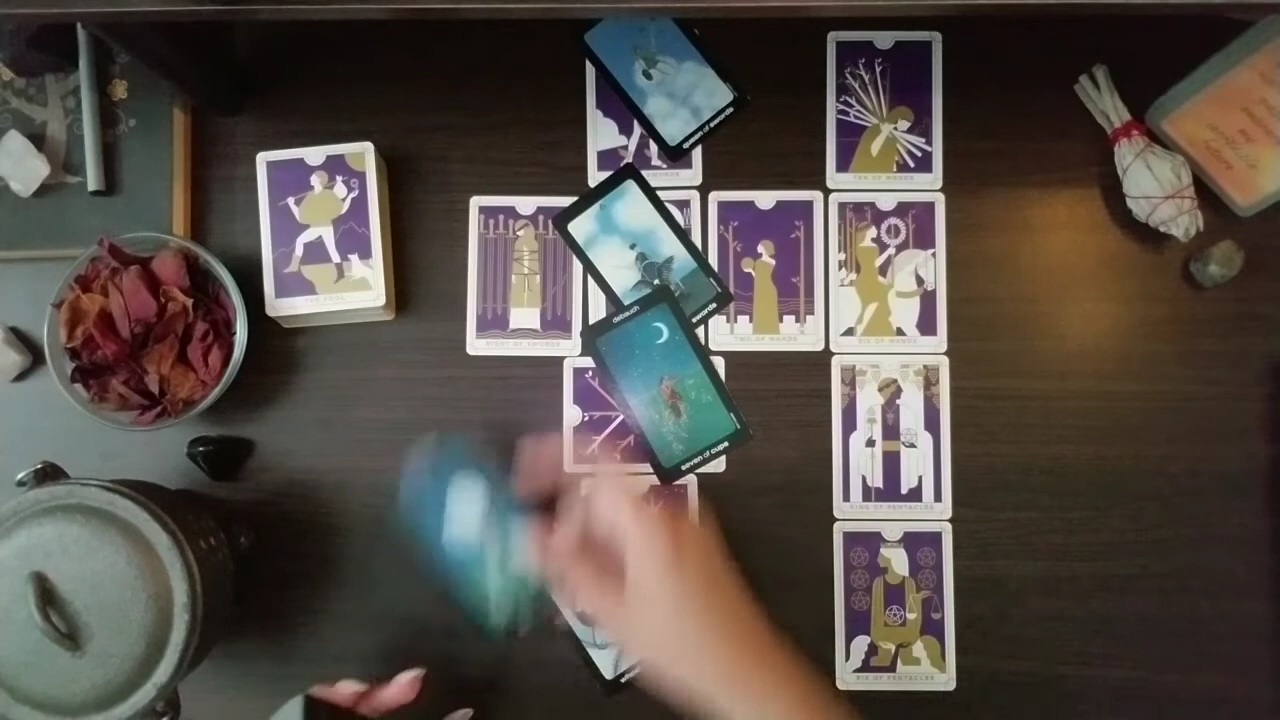 queen of swords
SWORDS
TEN OF WANDS
THE FOOL
EIGHT OF SWORDS
swords
TWO OF WANDS
SIX OF WANDS
debauch
seven of cups
KING OF PENTACLES
SIX OF PENTACLES